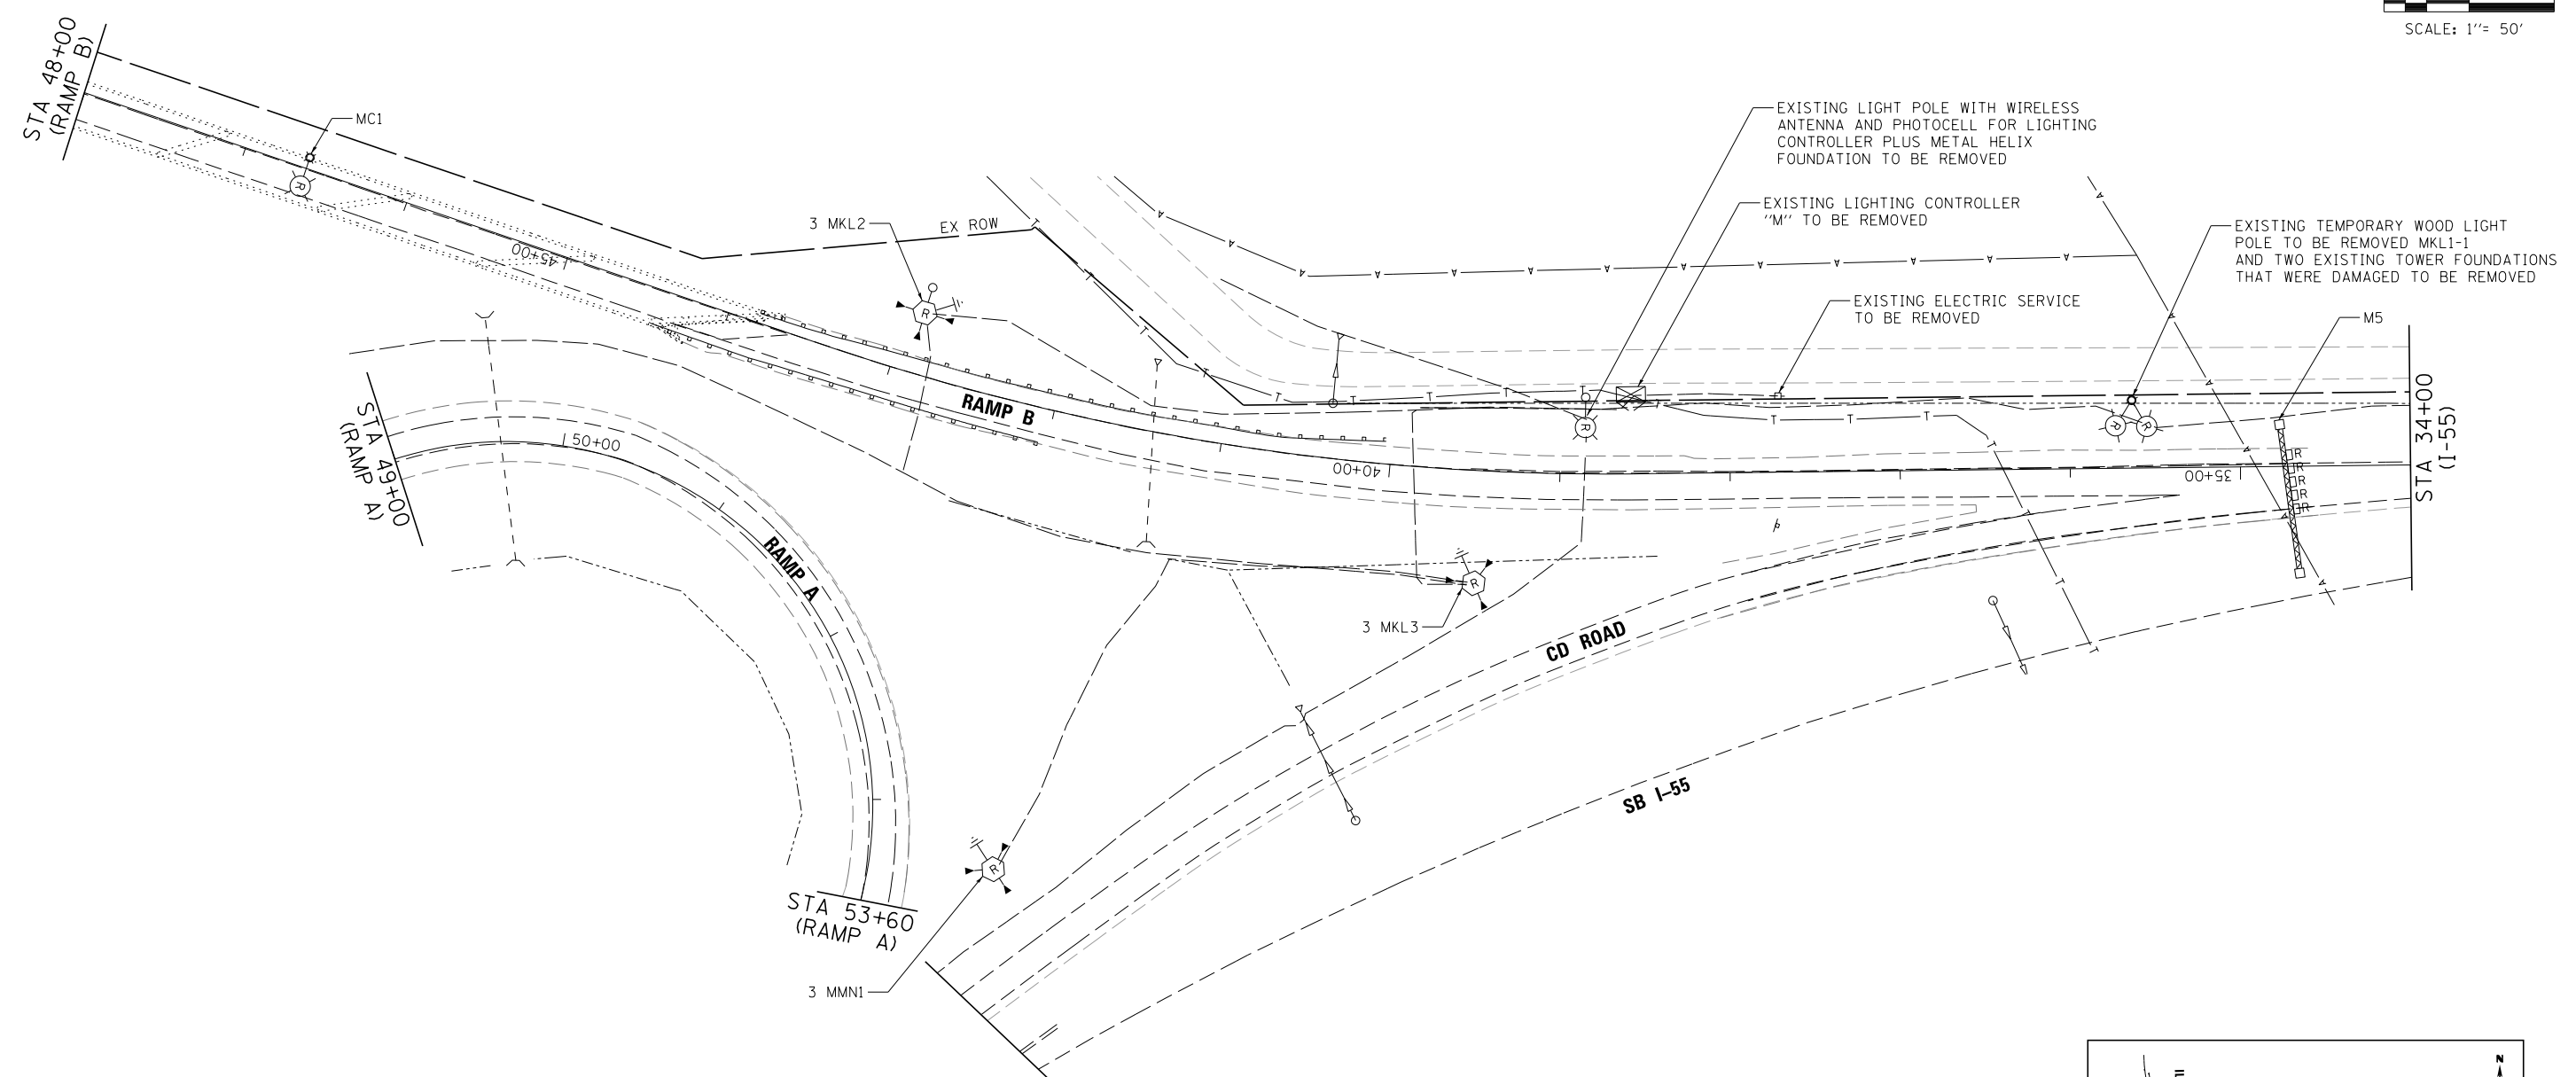 SCALE: 1''= 50'
STA 48+00
(RAMP B)
MC1
EXISTING LIGHT POLE WITH WIRELESS
ANTENNA AND PHOTOCELL FOR LIGHTING
CONTROLLER PLUS METAL HELIX
FOUNDATION TO BE REMOVED
EXISTING LIGHTING CONTROLLER
''M'' TO BE REMOVED
3 MKL2
EX ROW
EXISTING TEMPORARY WOOD LIGHT
POLE TO BE REMOVED MKL1-1
AND TWO EXISTING TOWER FOUNDATIONS
THAT WERE DAMAGED TO BE REMOVED
EXISTING ELECTRIC SERVICE
TO BE REMOVED
M5
R
45+00
R
RAMP B
R
R
R
STA 34+00
(I-55)
STA 49+00
(RAMP A)
50+00
40+00
35+00
R
R
R
R
R
RAMP A
R
3 MKL3
CD ROAD
SB I-55
R
STA 53+60
(RAMP A)
3 MMN1
N